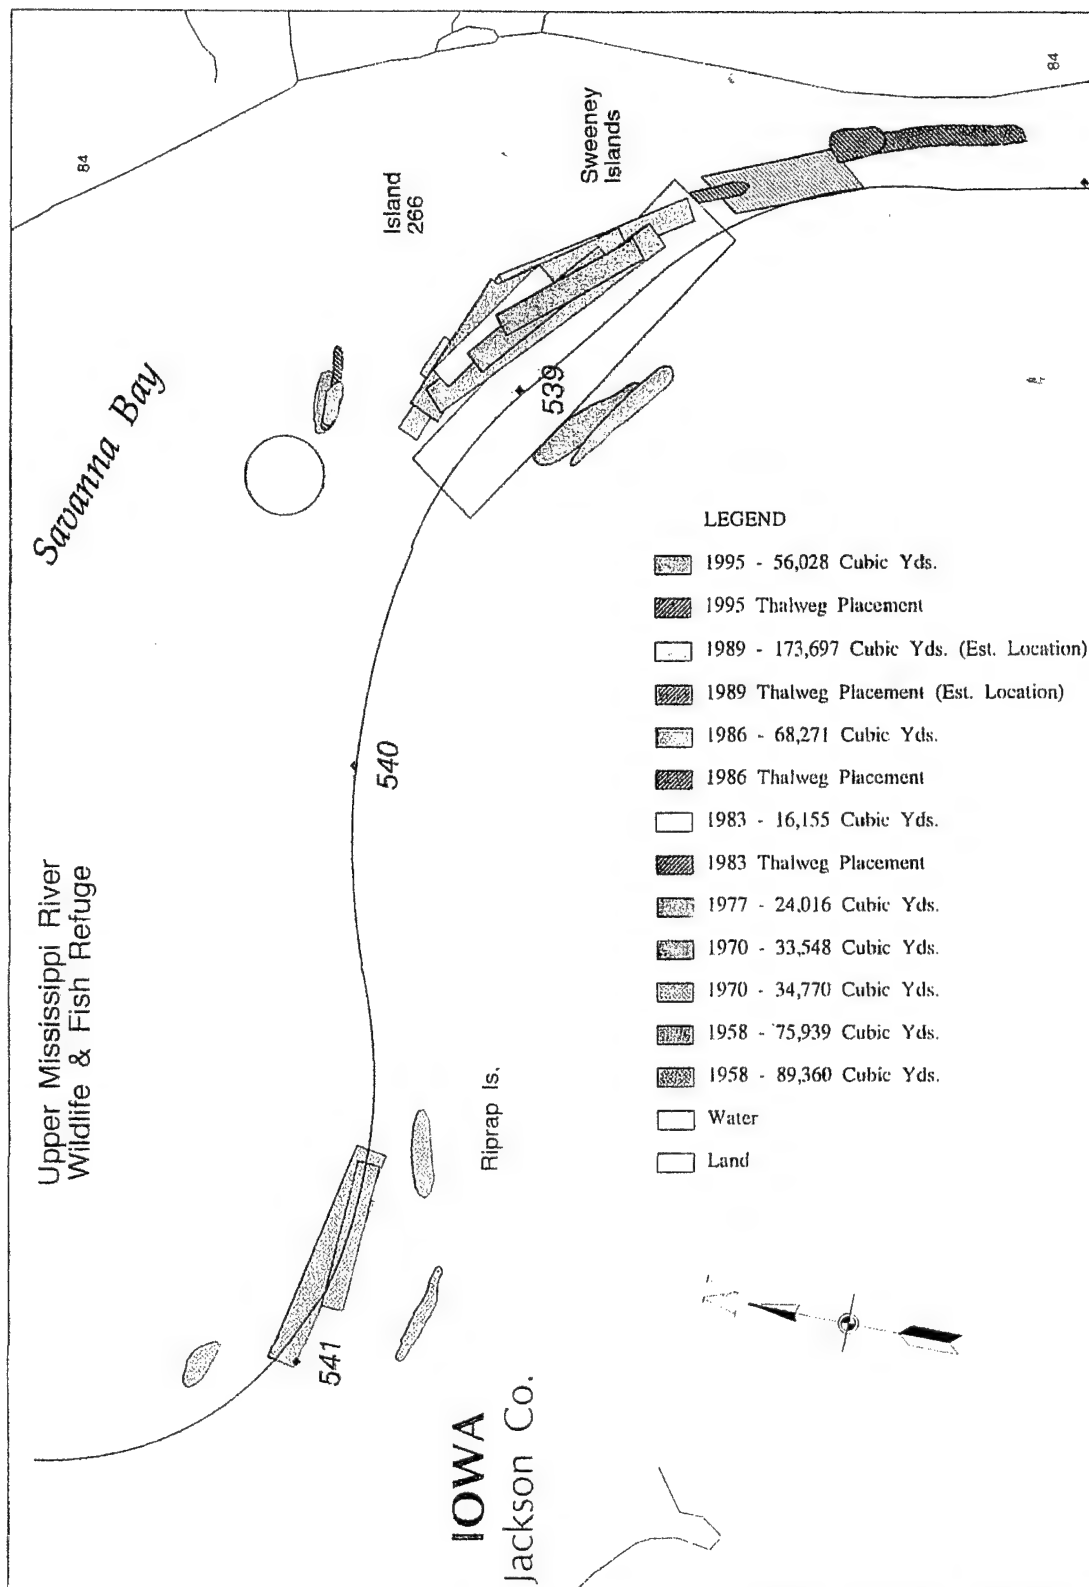 84
84
Sweeney
Islands
Island
266
Savanna Bay
539
LEGEND
1995 - 56,028 Cubic Yds.
1995 Thalweg Placement
1989 - 173,697 Cubic Yds. (Est. Location)
1989 Thalweg Placement (Est. Location)
1986 - 68,271 Cubic Yds.
1986 Thalweg Placement
1983 - 16,155 Cubic Yds.
1983 Thalweg Placement
1977 - 24,016 Cubic Yds.
1970 - 33,548 Cubic Yds.
1970 - 34,770 Cubic Yds.
1958 - 75,939 Cubic Yds.
1958 - 89,360 Cubic Yds.
Water
Land
540
Upper Mississippi River
Wildlife & Fish Refuge
Riprap Is.
541
IOWA
Jackson Co.